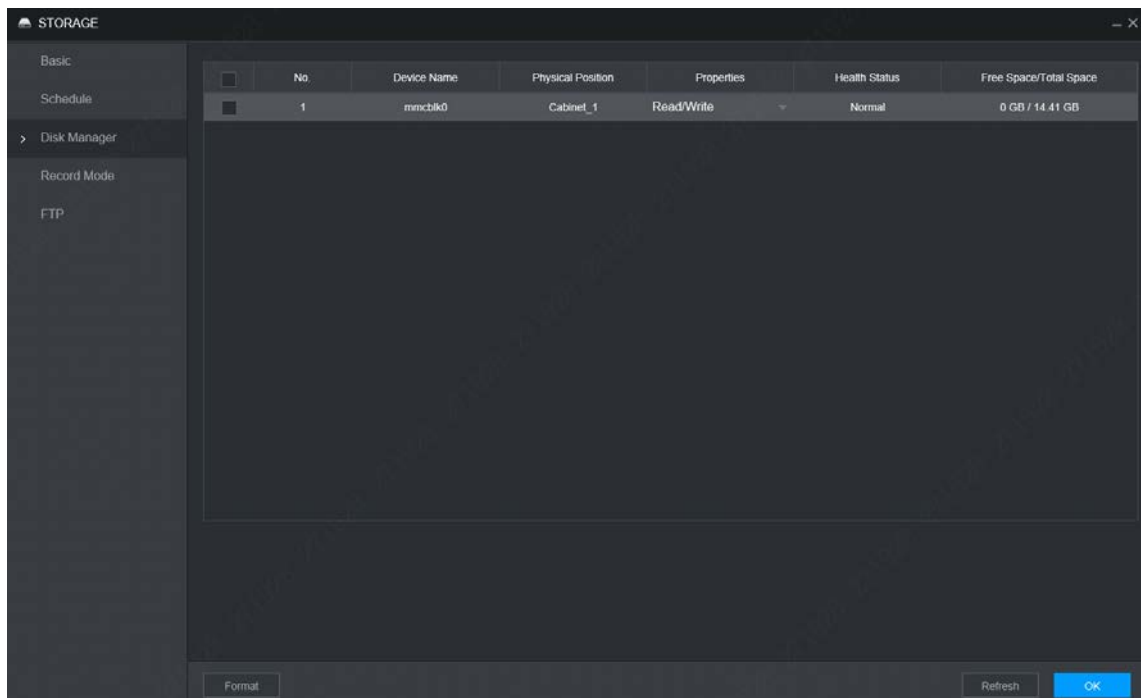 STORAGE
Basic
Schedule
Disk Manager
Record Mode
FTP
No. Device Name Physical Position Properties Health Status Free Space/Total Space
1 mmcblk0 Cabinet_1 Read/Write Normal 0 GB / 14.41 GB
Format Refresh OK